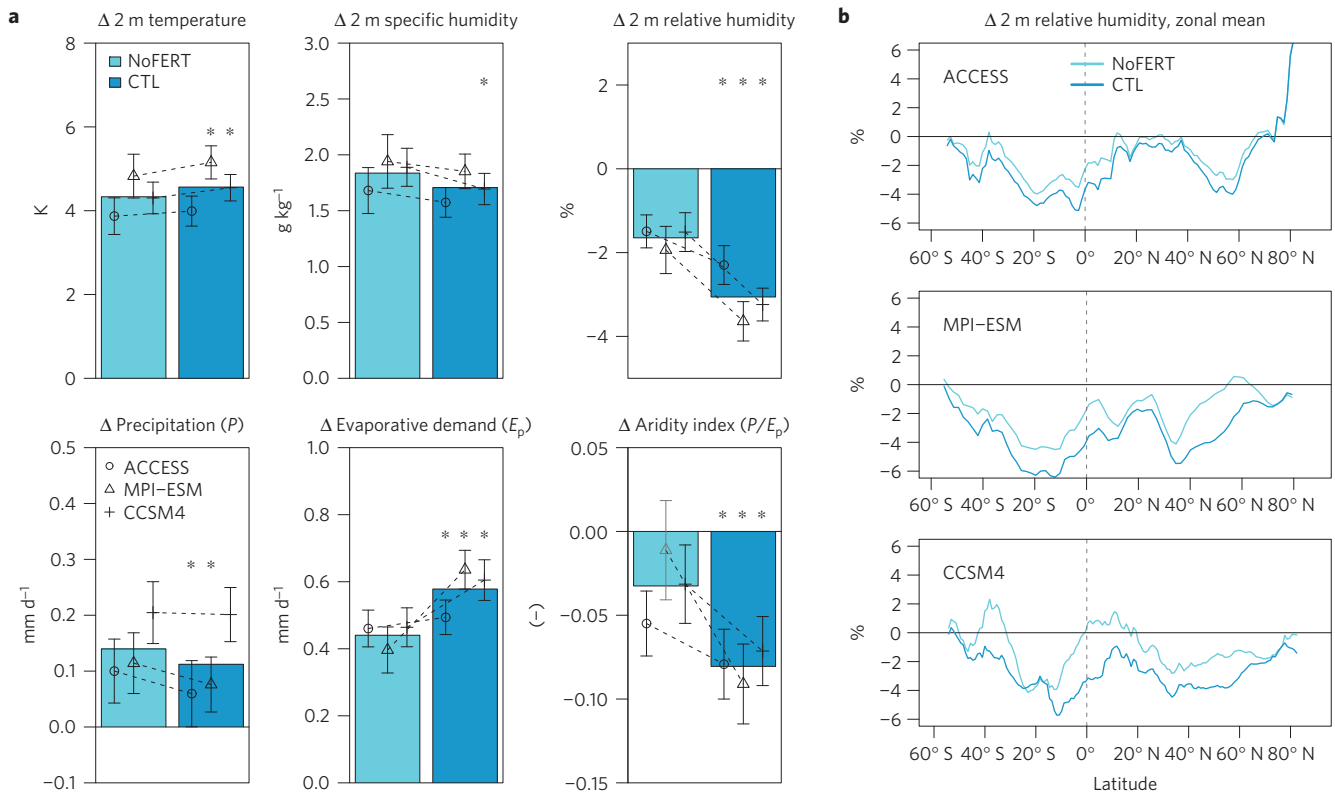 a
Δ 2 m temperature
Δ 2 m specific humidity
Δ 2 m relative humidity
8
6
4
2
0
K
NoFERT
CTL
* *
3.0
2.5
2.0
1.5
1.0
0.5
0.0
g kg⁻¹
*
2
0
−2
−4
%
* * *
Δ Precipitation (P)
Δ Evaporative demand (Eₚ)
Δ Aridity index (P/Eₚ)
0.5
0.4
0.3
0.2
0.1
0.0
−0.1
mm d⁻¹
ACCESS
MPI−ESM
CCSM4
* *
1.0
0.8
0.6
0.4
0.2
0.0
mm d⁻¹
* * *
0.05
0.00
−0.05
−0.10
−0.15
(−)
* * *
b
Δ 2 m relative humidity, zonal mean
6
4
2
0
−2
−4
−6
%
ACCESS
NoFERT
CTL
60° S 40° S 20° S 0° 20° N 40° N 60° N 80° N
6
4
2
0
−2
−4
−6
%
MPI−ESM
60° S 40° S 20° S 0° 20° N 40° N 60° N 80° N
6
4
2
0
−2
−4
−6
%
CCSM4
60° S 40° S 20° S 0° 20° N 40° N 60° N 80° N
Latitude